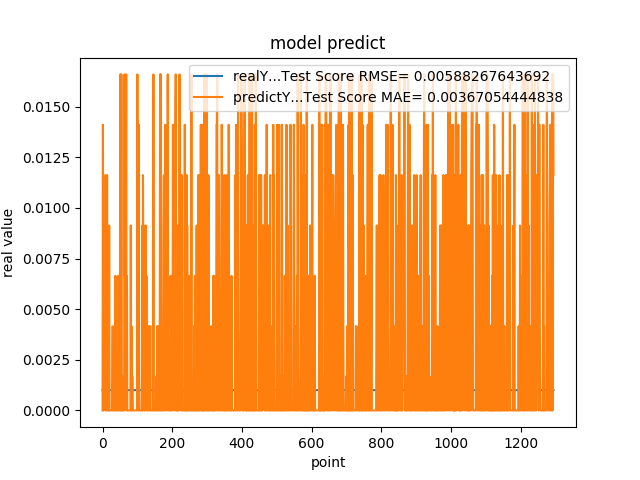 model predict
realY...Test Score RMSE= 0.00588267643692
predictY...Test Score MAE= 0.00367054444838
0.0150
0.0125
0.0100
0.0075
0.0050
0.0025
0.0000
real value
0 200 400 600 800 1000 1200
point